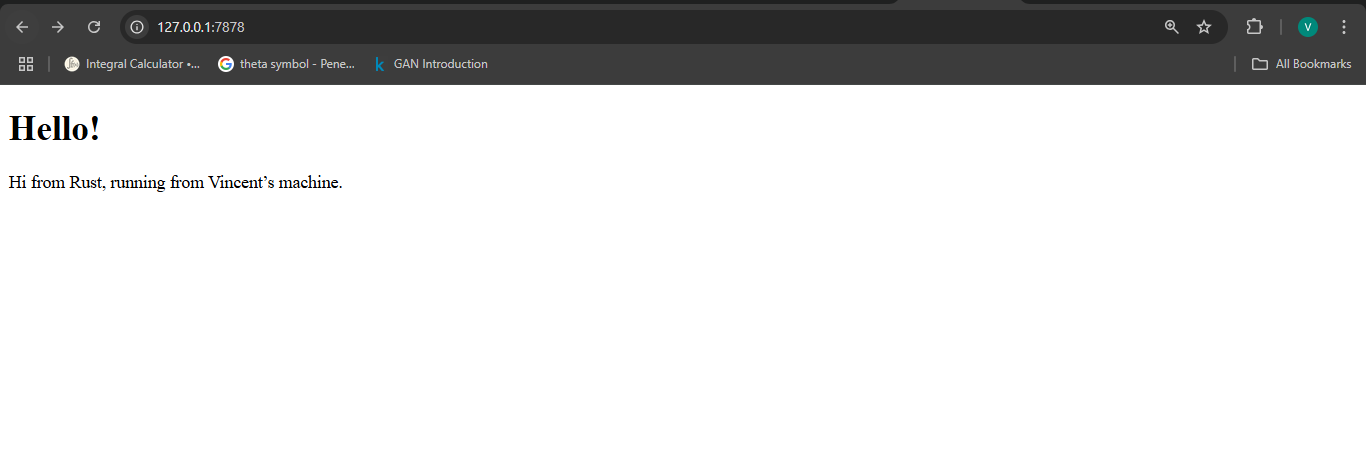 127.0.0.1:7878
V
Integral Calculator •... theta symbol - Pene... k GAN Introduction All Bookmarks
Hello!
Hi from Rust, running from Vincent’s machine.